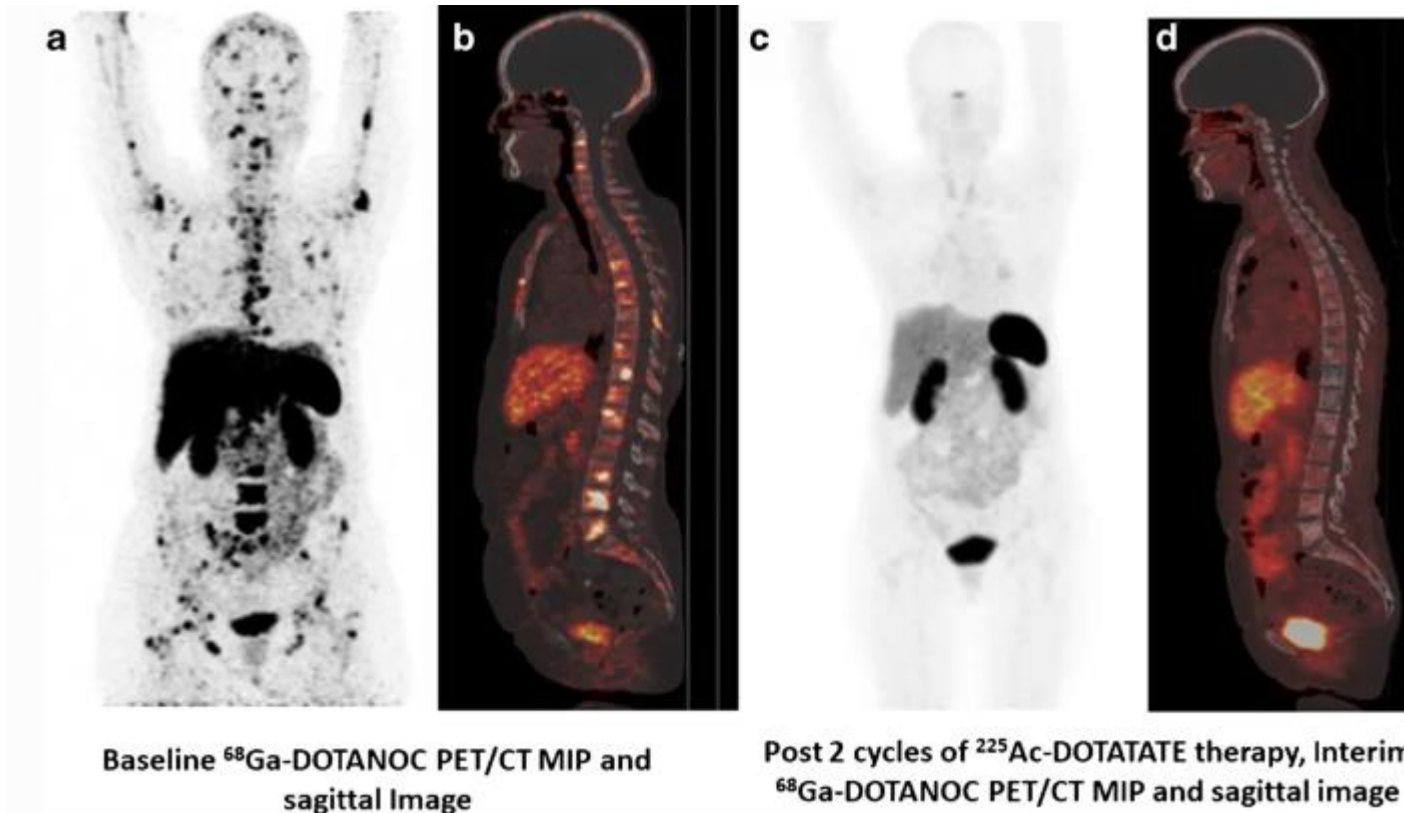 a
b
c
d
Baseline ⁶⁸Ga-DOTANOC PET/CT MIP and
sagittal Image
Post 2 cycles of ²²⁵Ac-DOTATATE therapy, Interim
⁶⁸Ga-DOTANOC PET/CT MIP and sagittal image